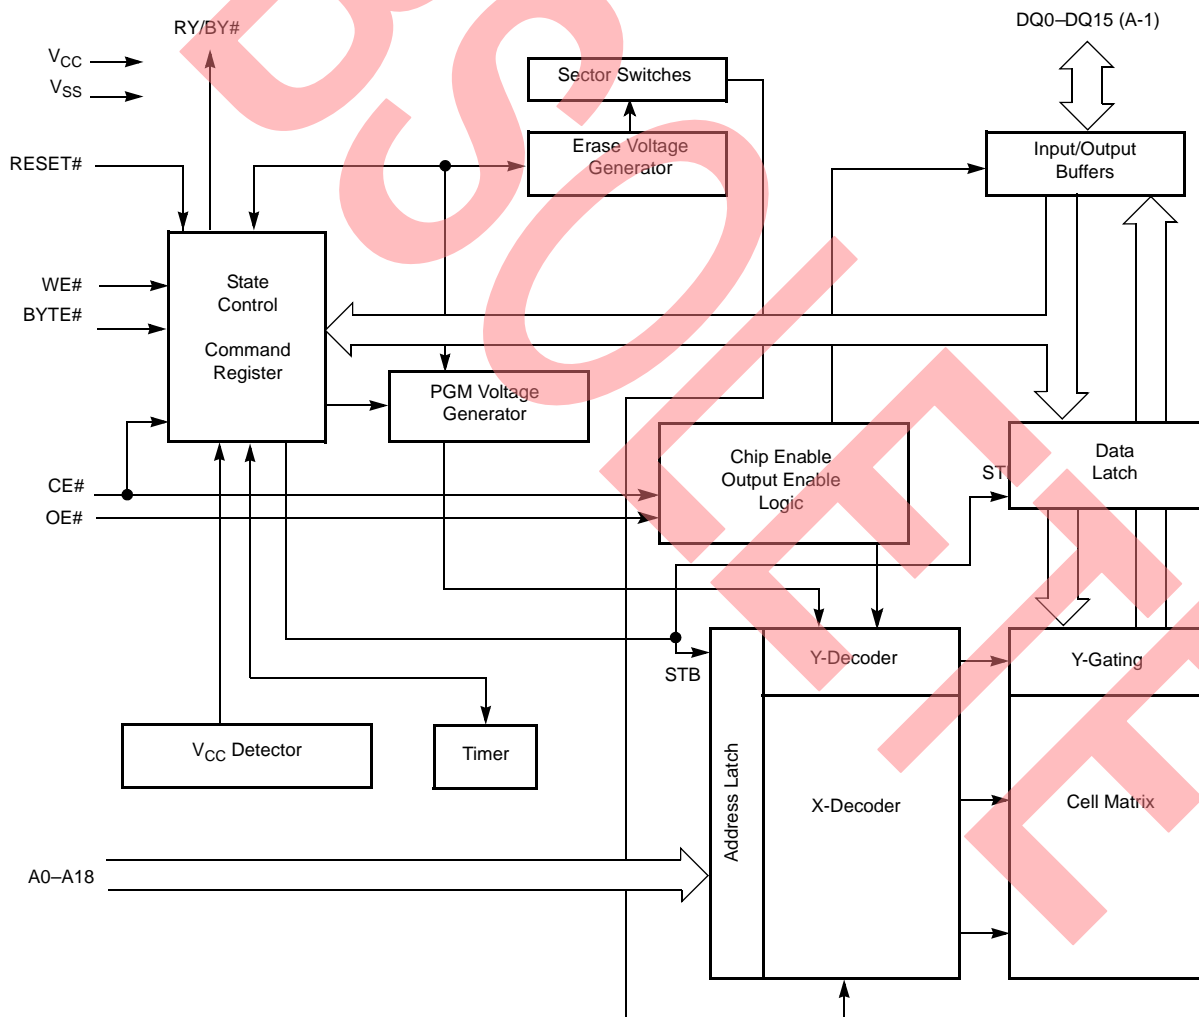 RY/BY#
DQ0–DQ15 (A-1)
VCC
VSS
Sector Switches
Erase Voltage
Generator
Input/Output
Buffers
RESET#
WE#
BYTE#
State
Control
Command
Register
PGM Voltage
Generator
Chip Enable
Output Enable
Logic
Data
Latch
CE#
OE#
STB
Y-Decoder
Y-Gating
VCC Detector
Timer
Address Latch
X-Decoder
Cell Matrix
A0–A18